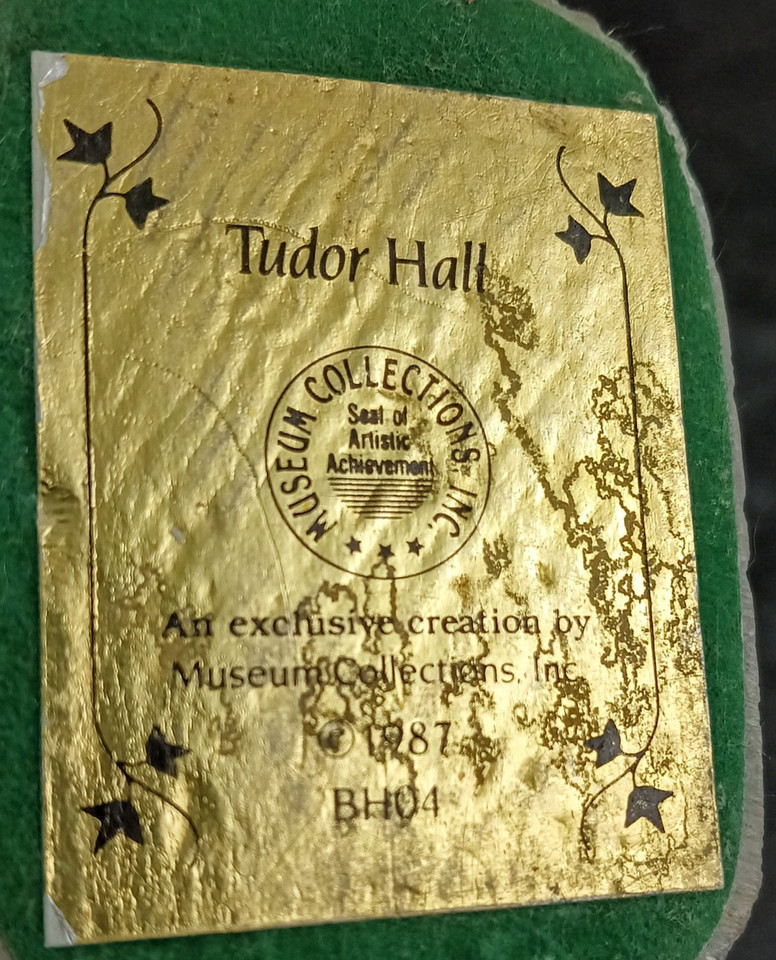 Tudor Hall
MUSEUM COLLECTIONS, INC.
Seal of
Artistic
Achievement
An exclusive creation by
Museum Collections, Inc.
©1987
BH04